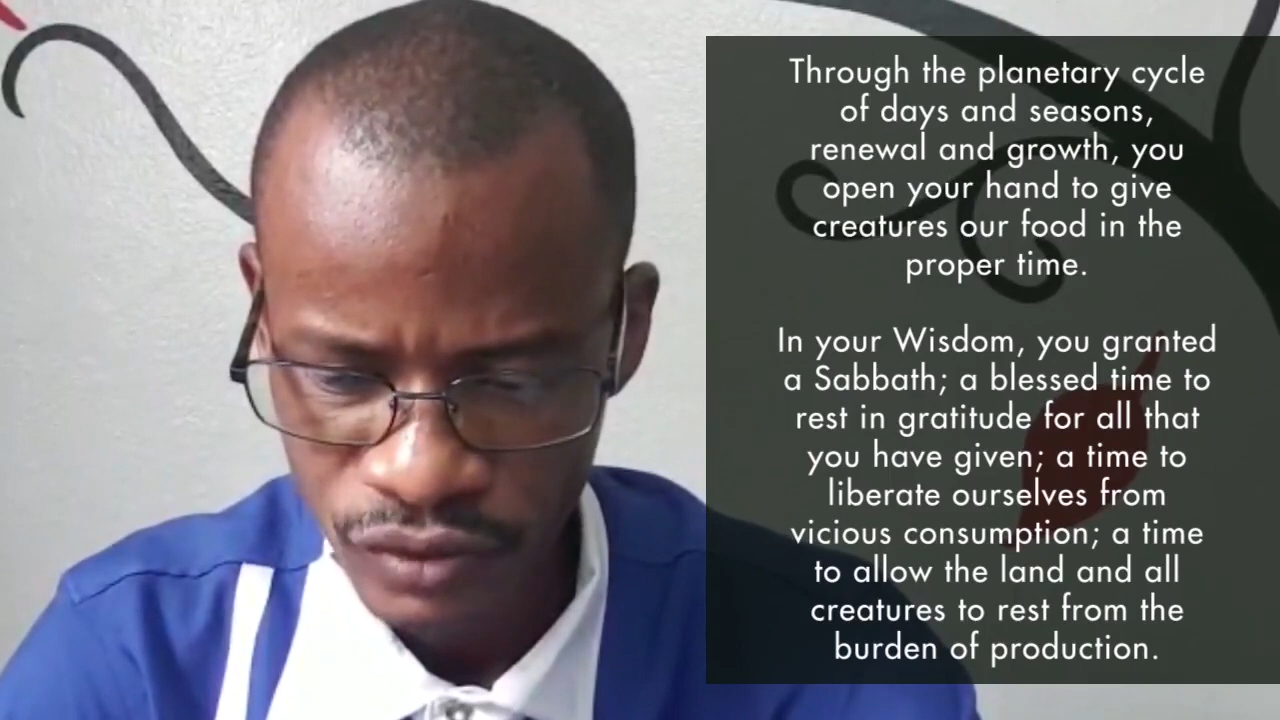 Through the planetary cycle
of days and seasons,
renewal and growth, you
open your hand to give
creatures our food in the
proper time.
In your Wisdom, you granted
a Sabbath; a blessed time to
rest in gratitude for all that
you have given; a time to
liberate ourselves from
vicious consumption; a time
to allow the land and all
creatures to rest from the
burden of production.